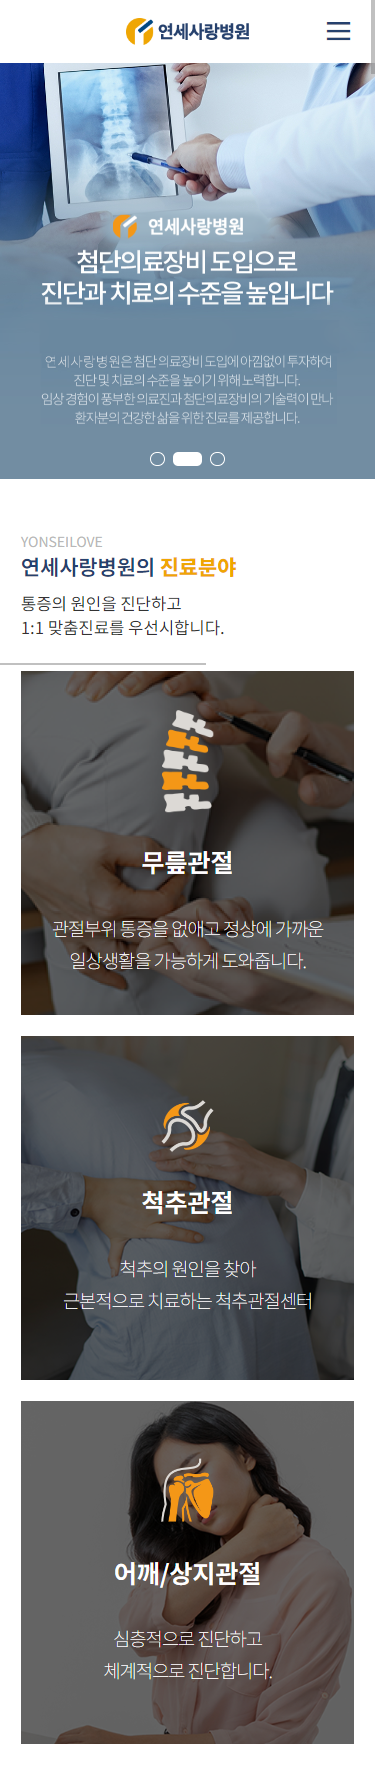 연세사랑병원
연세사랑병원
첨단의료장비 도입으로
진단과 치료의 수준을 높입니다
연세사랑병원은 첨단 의료장비 도입에 아낌없이 투자하여
진단 및 치료의 수준을 높이기 위해 노력합니다.
임상 경험이 풍부한 의료진과 첨단의료장비의 기술력이 만나
환자분의 건강한 삶을 위한 진료를 제공합니다.
YONSEILOVE
연세사랑병원의 진료분야
통증의 원인을 진단하고
1:1 맞춤진료를 우선시합니다.
무릎관절
관절부위 통증을 없애고 정상에 가까운
일상생활을 가능하게 도와줍니다.
척추관절
척추의 원인을 찾아
근본적으로 치료하는 척추관절센터
어깨/상지관절
심층적으로 진단하고
체계적으로 진단합니다.